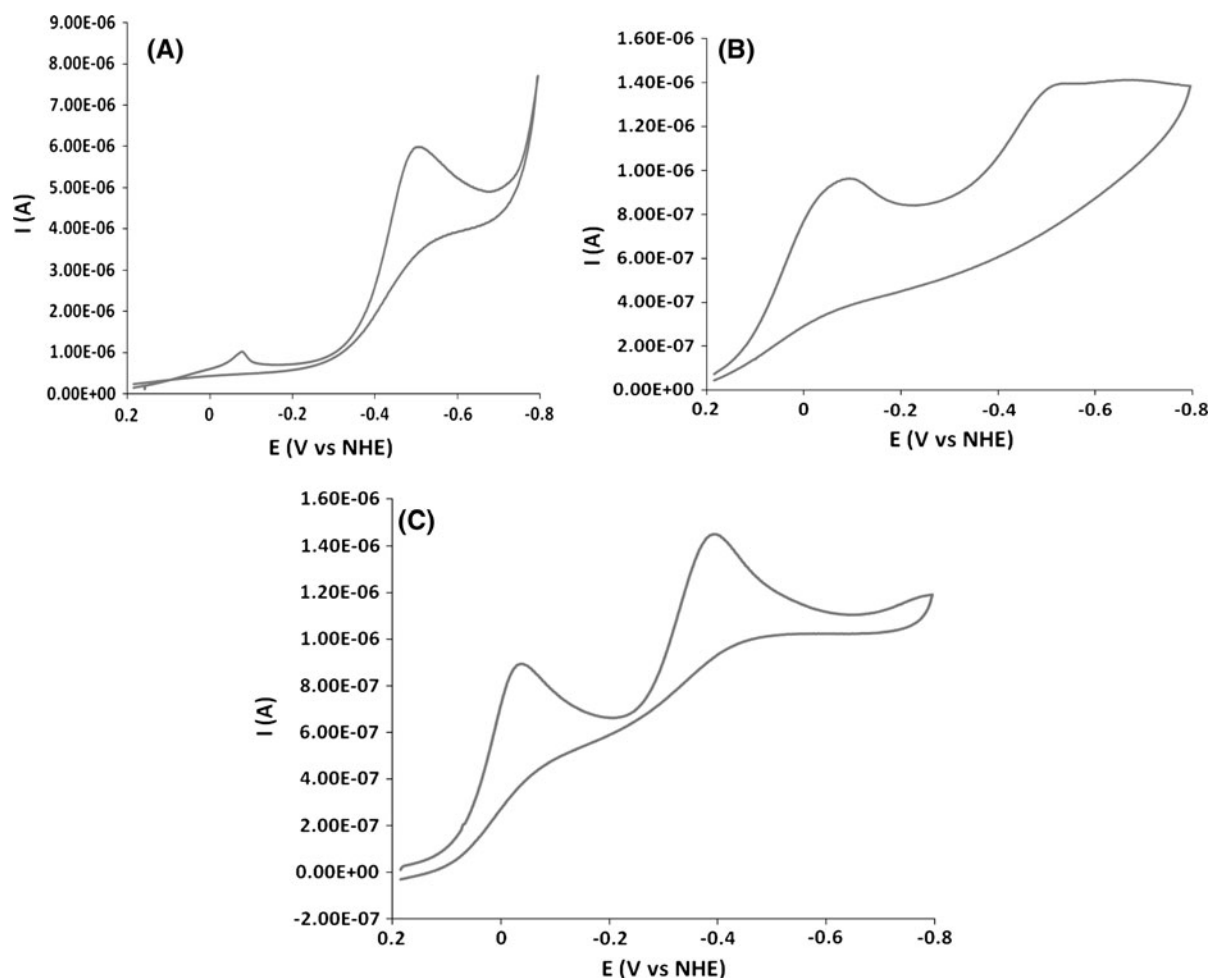 (A)
9.00E-06
8.00E-06
7.00E-06
6.00E-06
5.00E-06
4.00E-06
3.00E-06
2.00E-06
1.00E-06
0.00E+00
I (A)
0.2 0 -0.2 -0.4 -0.6 -0.8
E (V vs NHE)
(B)
1.60E-06
1.40E-06
1.20E-06
1.00E-06
8.00E-07
6.00E-07
4.00E-07
2.00E-07
0.00E+00
I (A)
0.2 0 -0.2 -0.4 -0.6 -0.8
E (V vs NHE)
(C)
1.60E-06
1.40E-06
1.20E-06
1.00E-06
8.00E-07
6.00E-07
4.00E-07
2.00E-07
0.00E+00
-2.00E-07
I (A)
0.2 0 -0.2 -0.4 -0.6 -0.8
E (V vs NHE)